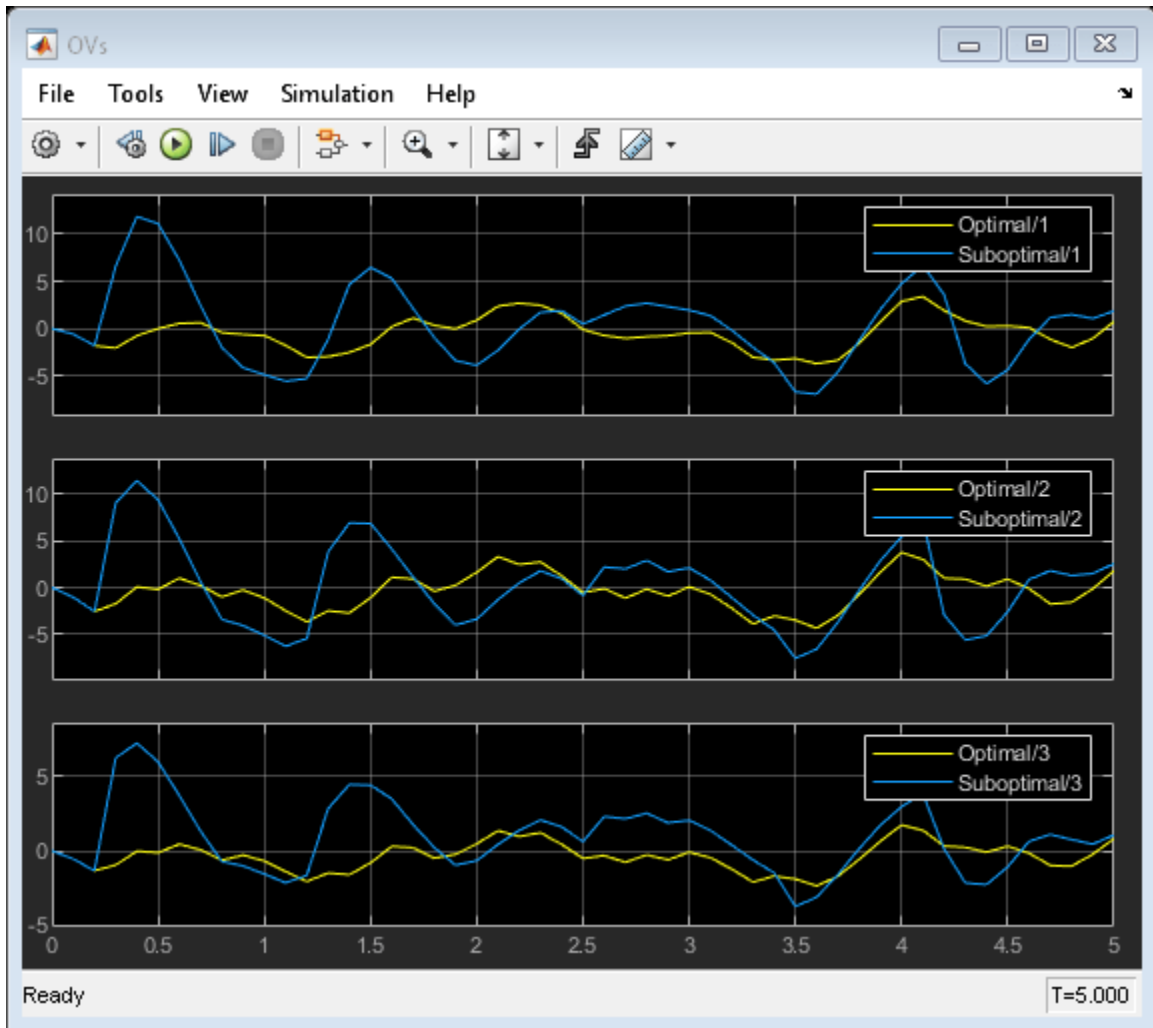 OVs
File Tools View Simulation Help
10
5
0
-5
Optimal/1
Suboptimal/1
10
5
0
-5
Optimal/2
Suboptimal/2
5
0
-5
Optimal/3
Suboptimal/3
0 0.5 1 1.5 2 2.5 3 3.5 4 4.5 5
Ready T=5.000